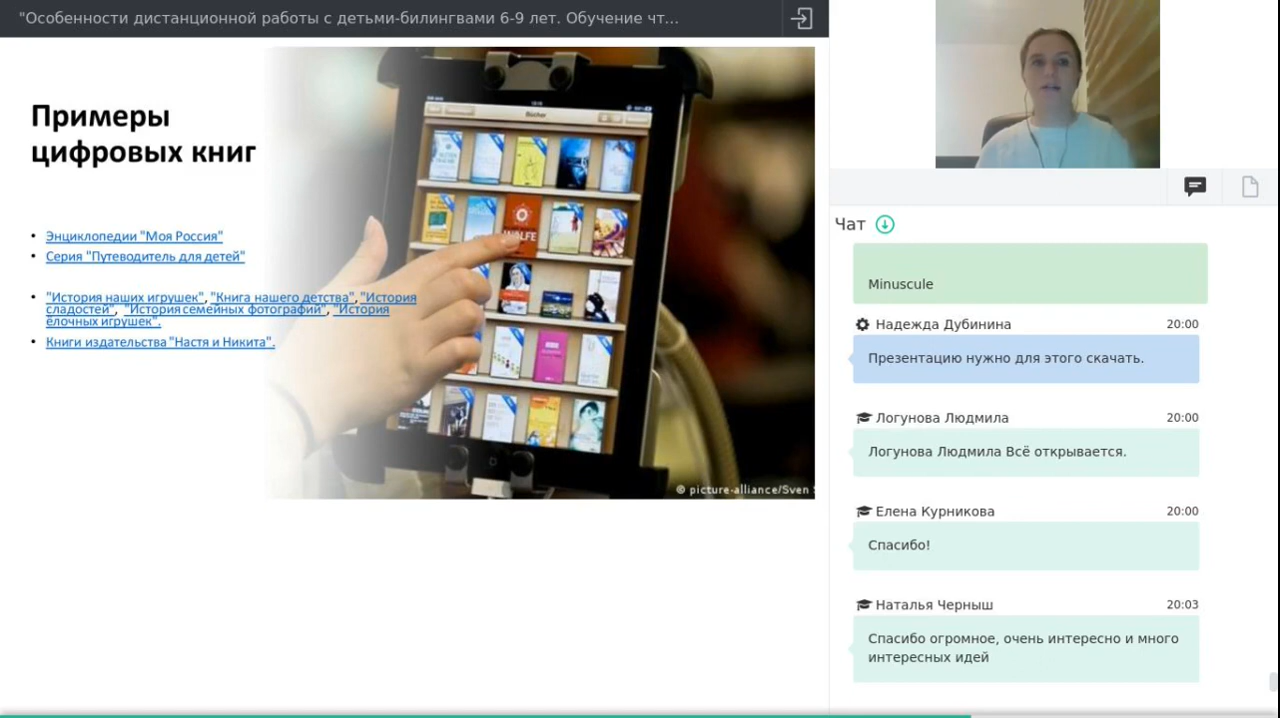 "Особенности дистанционной работы с детьми-билингвами 6-9 лет. Обучение чт...
Примеры
цифровых книг
• Энциклопедии "Моя Россия"
• Серия "Путеводитель для детей"
• "История наших игрушек", "Книга нашего детства", "История
сладостей", "История семейных фотографий", "История
ёлочных игрушек".
• Книги издательства "Настя и Никита".
Bücher
© picture-alliance/Sven
Чат
Minuscule
Надежда Дубинина 20:00
Презентацию нужно для этого скачать.
Логунова Людмила 20:00
Логунова Людмила Всё открывается.
Елена Курникова 20:00
Спасибо!
Наталья Черныш 20:03
Спасибо огромное, очень интересно и много
интересных идей